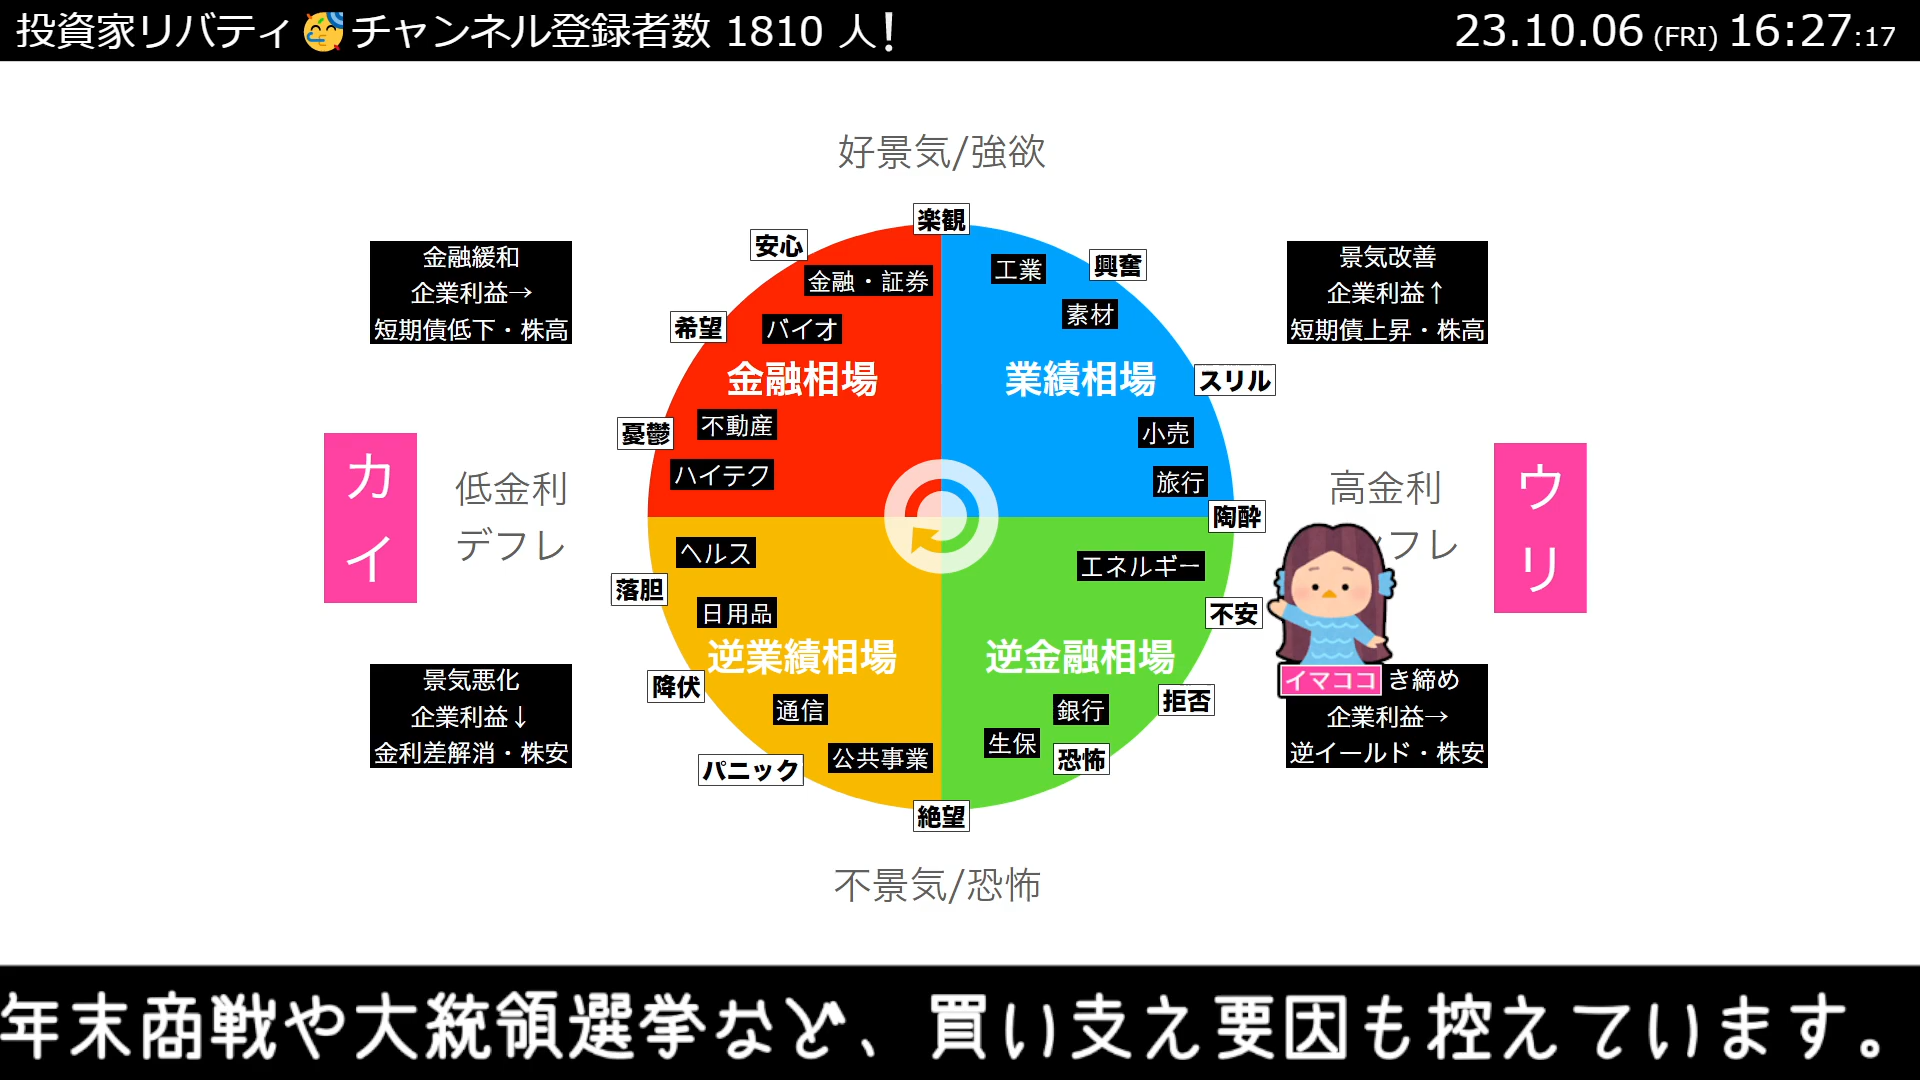 投資家リバティ🥳チャンネル登録者数 1810 人!
23.10.06 (FRI) 16:27:17
好景気/強欲
楽観
安心
金融・証券
工業
興奮
金融緩和
企業利益→
短期債低下・株高
景気改善
企業利益↑
短期債上昇・株高
希望
バイオ
素材
金融相場
業績相場
スリル
憂鬱
不動産
小売
ハイテク
旅行
カイ
低金利
デフレ
高金利
ンフレ
ウリ
陶酔
ヘルス
エネルギー
落胆
日用品
不安
逆業績相場
逆金融相場
降伏
拒否
景気悪化
企業利益↓
金利差解消・株安
イマココ
き締め
企業利益→
逆イールド・株安
通信
銀行
公共事業
生保
パニック
恐怖
絶望
不景気/恐怖
年末商戦や大統領選挙など、買い支え要因も控えています。